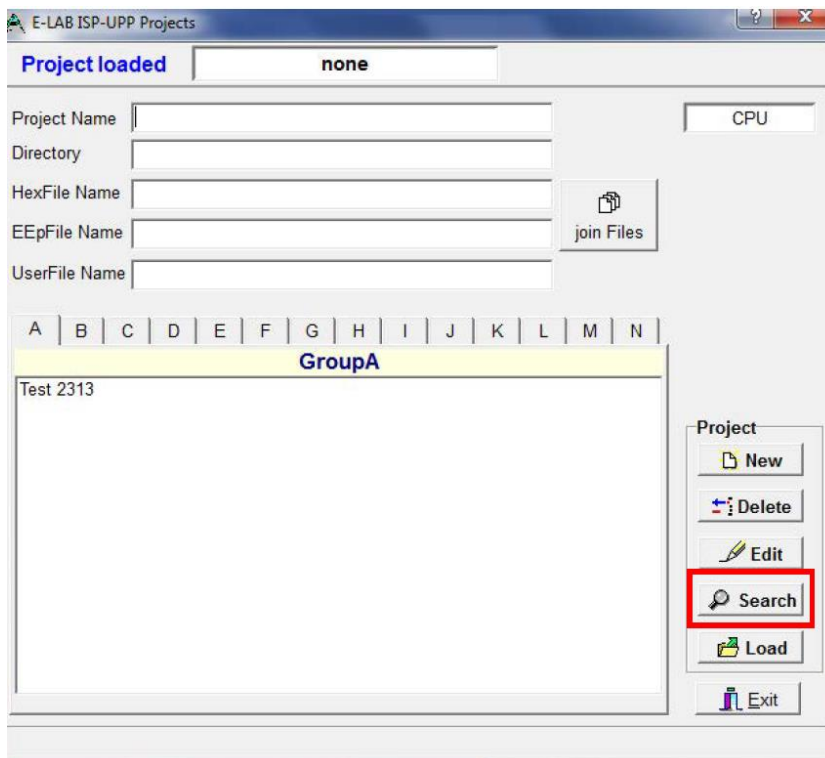 E-LAB ISP-UPP Projects
Project loaded none
Project Name
CPU
Directory
HexFile Name
EEpFile Name
join Files
UserFile Name
A B C D E F G H I J K L M N
GroupA
Test 2313
Project
New
Delete
Edit
Search
Load
Exit